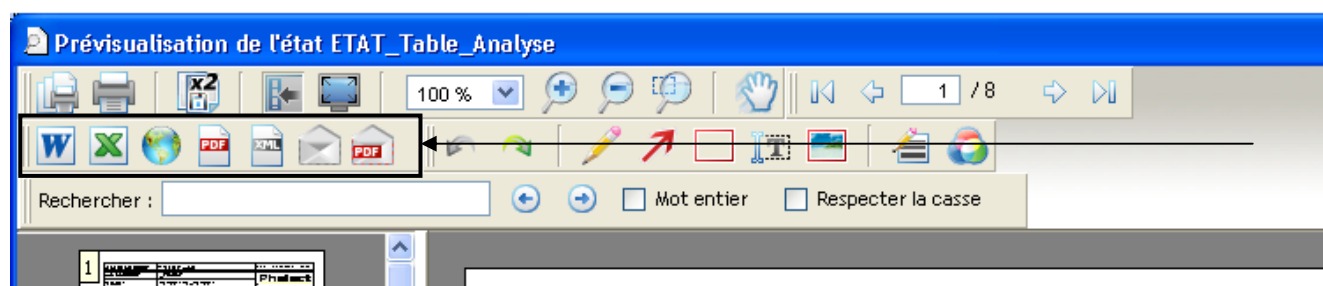 Prévisualisation de l'état ETAT_Table_Analyse
x2 100 % 1 / 8
W X PDF XML PDF T
Rechercher : Mot entier Respecter la casse
1